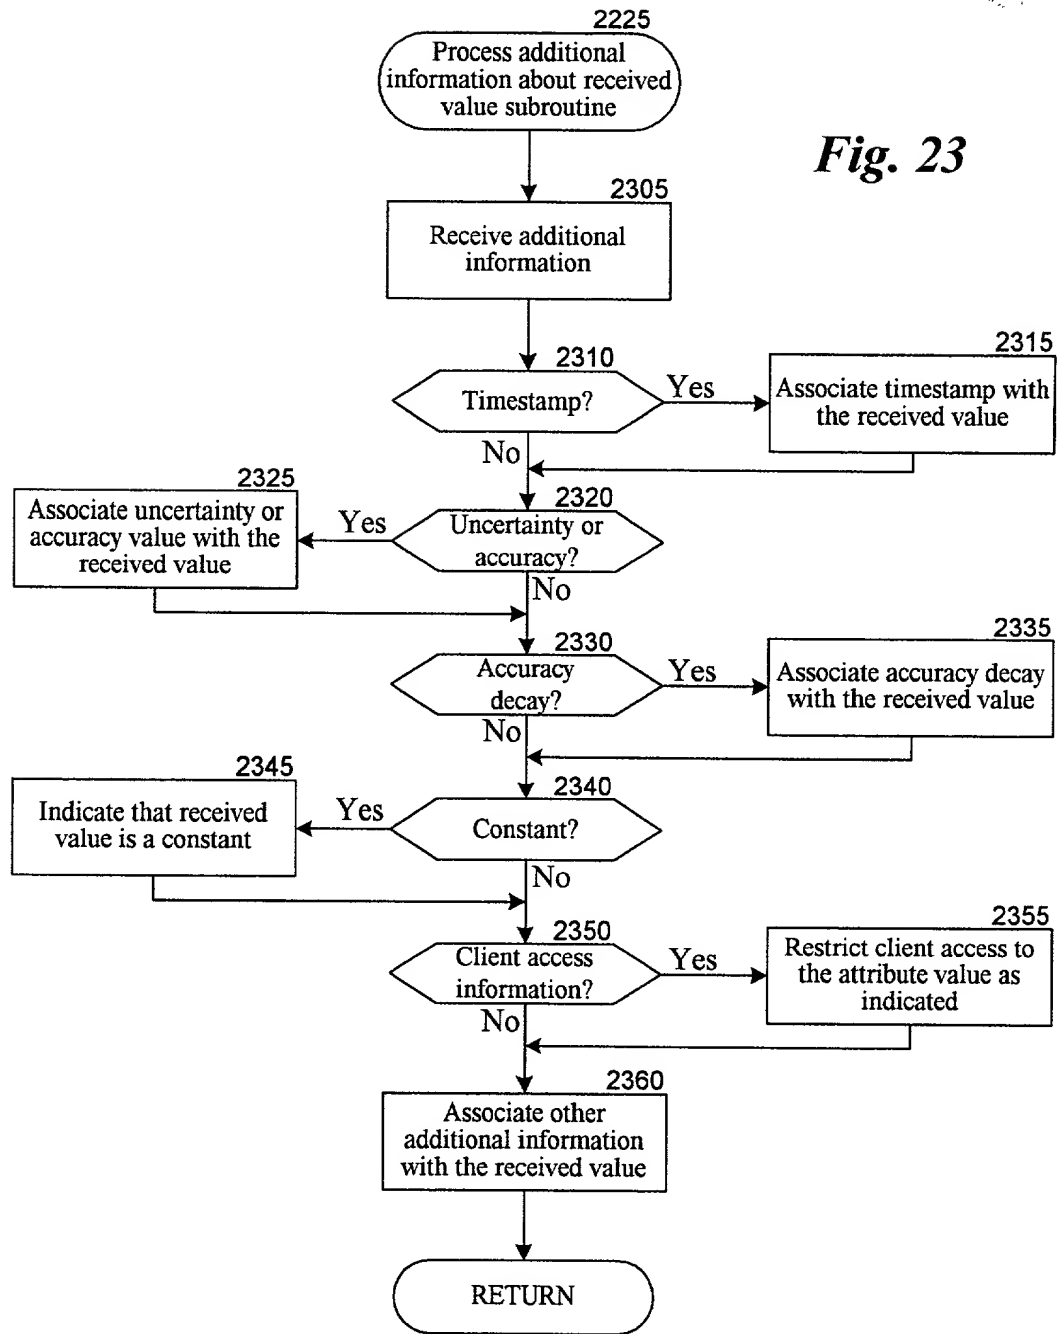 2225
Process additional
information about received
value subroutine
Fig. 23
2305
Receive additional
information
2310
Timestamp?
Yes
No
2315
Associate timestamp with
the received value
2320
Uncertainty or
accuracy?
Yes
No
2325
Associate uncertainty or
accuracy value with the
received value
2330
Accuracy
decay?
Yes
No
2335
Associate accuracy decay
with the received value
2340
Constant?
Yes
No
2345
Indicate that received
value is a constant
2350
Client access
information?
Yes
No
2355
Restrict client access to
the attribute value as
indicated
2360
Associate other
additional information
with the received value
RETURN